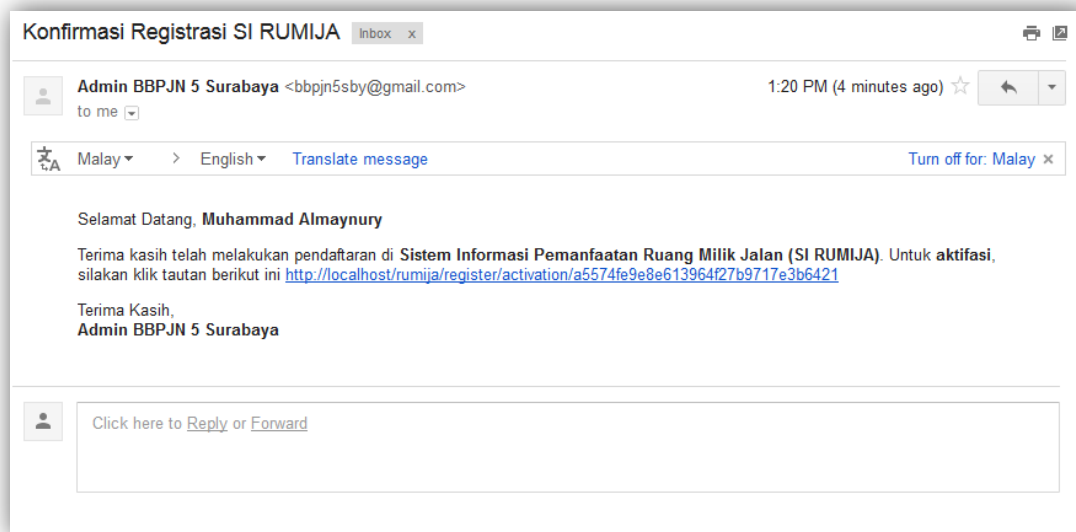 Konfirmasi Registrasi SI RUMIJA Inbox x
Admin BBPJN 5 Surabaya <bbpjn5sby@gmail.com> 1:20 PM (4 minutes ago)
to me
Malay > English Translate message Turn off for: Malay ×
Selamat Datang, Muhammad Almaynury
Terima kasih telah melakukan pendaftaran di Sistem Informasi Pemanfaatan Ruang Milik Jalan (SI RUMIJA). Untuk aktifasi,
silakan klik tautan berikut ini http://localhost/rumija/register/activation/a5574fe9e8e613964f27b9717e3b6421
Terima Kasih,
Admin BBPJN 5 Surabaya
Click here to Reply or Forward